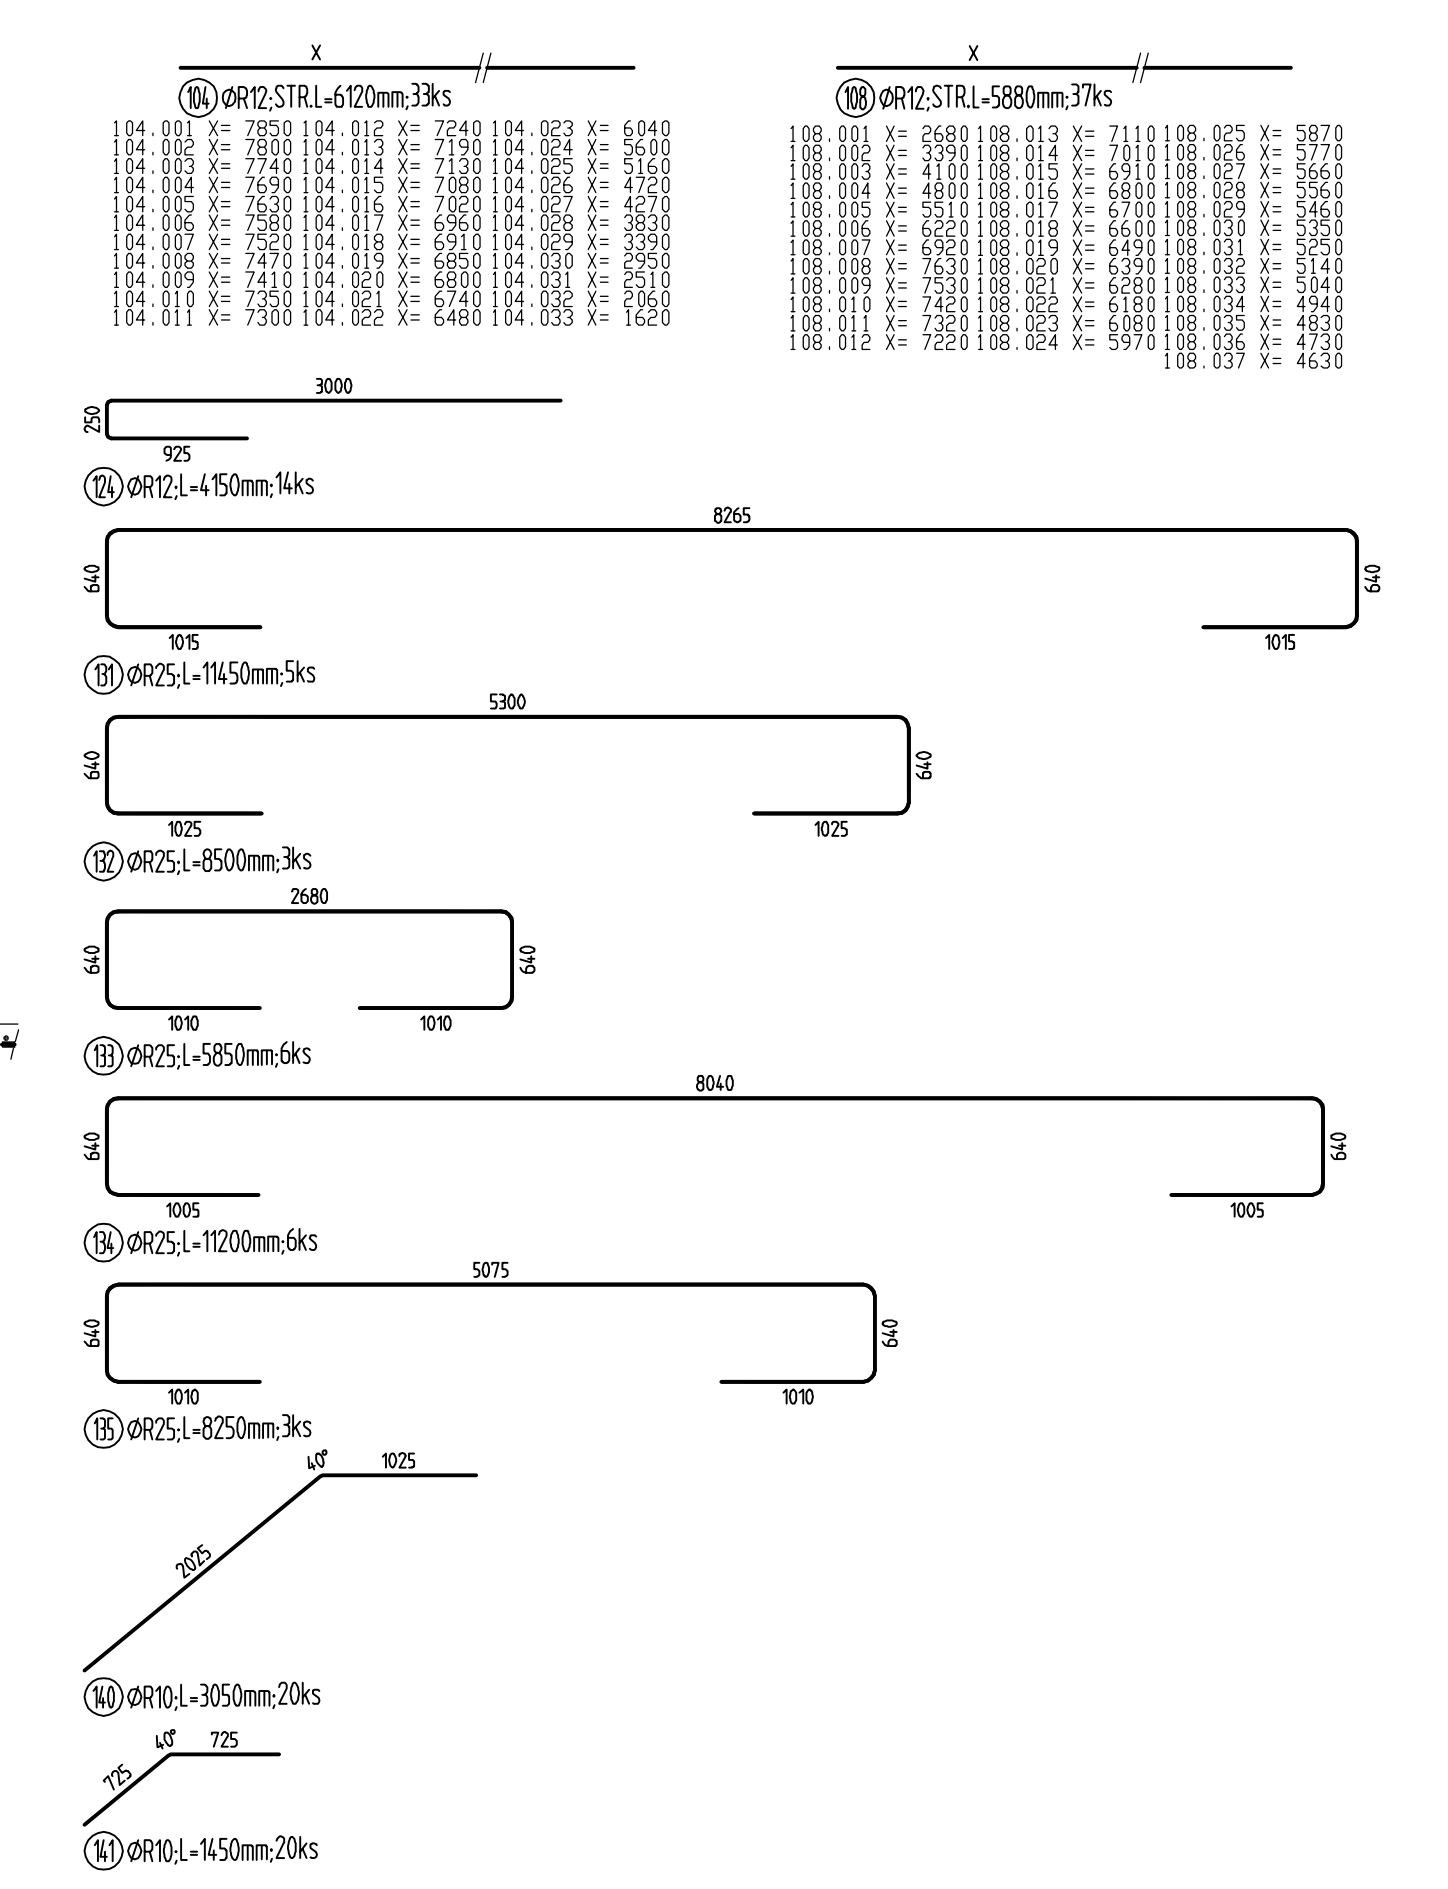 X
104 ØR12;STR.L=6120mm;33ks
104.001 X= 7850 104.012 X= 7240 104.023 X= 6040
104.002 X= 7800 104.013 X= 7190 104.024 X= 5600
104.003 X= 7740 104.014 X= 7130 104.025 X= 5160
104.004 X= 7690 104.015 X= 7080 104.026 X= 4720
104.005 X= 7630 104.016 X= 7020 104.027 X= 4270
104.006 X= 7580 104.017 X= 6960 104.028 X= 3830
104.007 X= 7520 104.018 X= 6910 104.029 X= 3390
104.008 X= 7470 104.019 X= 6850 104.030 X= 2950
104.009 X= 7410 104.020 X= 6800 104.031 X= 2510
104.010 X= 7350 104.021 X= 6740 104.032 X= 2060
104.011 X= 7300 104.022 X= 6480 104.033 X= 1620
X
108 ØR12;STR.L=5880mm;37ks
108.001 X= 2680 108.013 X= 7110 108.025 X= 5870
108.002 X= 3390 108.014 X= 7010 108.026 X= 5770
108.003 X= 4100 108.015 X= 6910 108.027 X= 5660
108.004 X= 4800 108.016 X= 6800 108.028 X= 5560
108.005 X= 5510 108.017 X= 6700 108.029 X= 5460
108.006 X= 6220 108.018 X= 6600 108.030 X= 5350
108.007 X= 6920 108.019 X= 6490 108.031 X= 5250
108.008 X= 7630 108.020 X= 6390 108.032 X= 5140
108.009 X= 7530 108.021 X= 6280 108.033 X= 5040
108.010 X= 7420 108.022 X= 6180 108.034 X= 4940
108.011 X= 7320 108.023 X= 6080 108.035 X= 4830
108.012 X= 7220 108.024 X= 5970 108.036 X= 4730
108.037 X= 4630
3000
250
925
124 ØR12;L=4150mm;14ks
8265
640
640
1015
1015
131 ØR25;L=11450mm;5ks
5300
640
640
1025
1025
132 ØR25;L=8500mm;3ks
2680
640
640
1010
1010
133 ØR25;L=5850mm;6ks
8040
640
640
1005
1005
134 ØR25;L=11200mm;6ks
5075
640
640
1010
1010
135 ØR25;L=8250mm;3ks
40°
1025
2025
140 ØR10;L=3050mm;20ks
40°
725
725
141 ØR10;L=1450mm;20ks